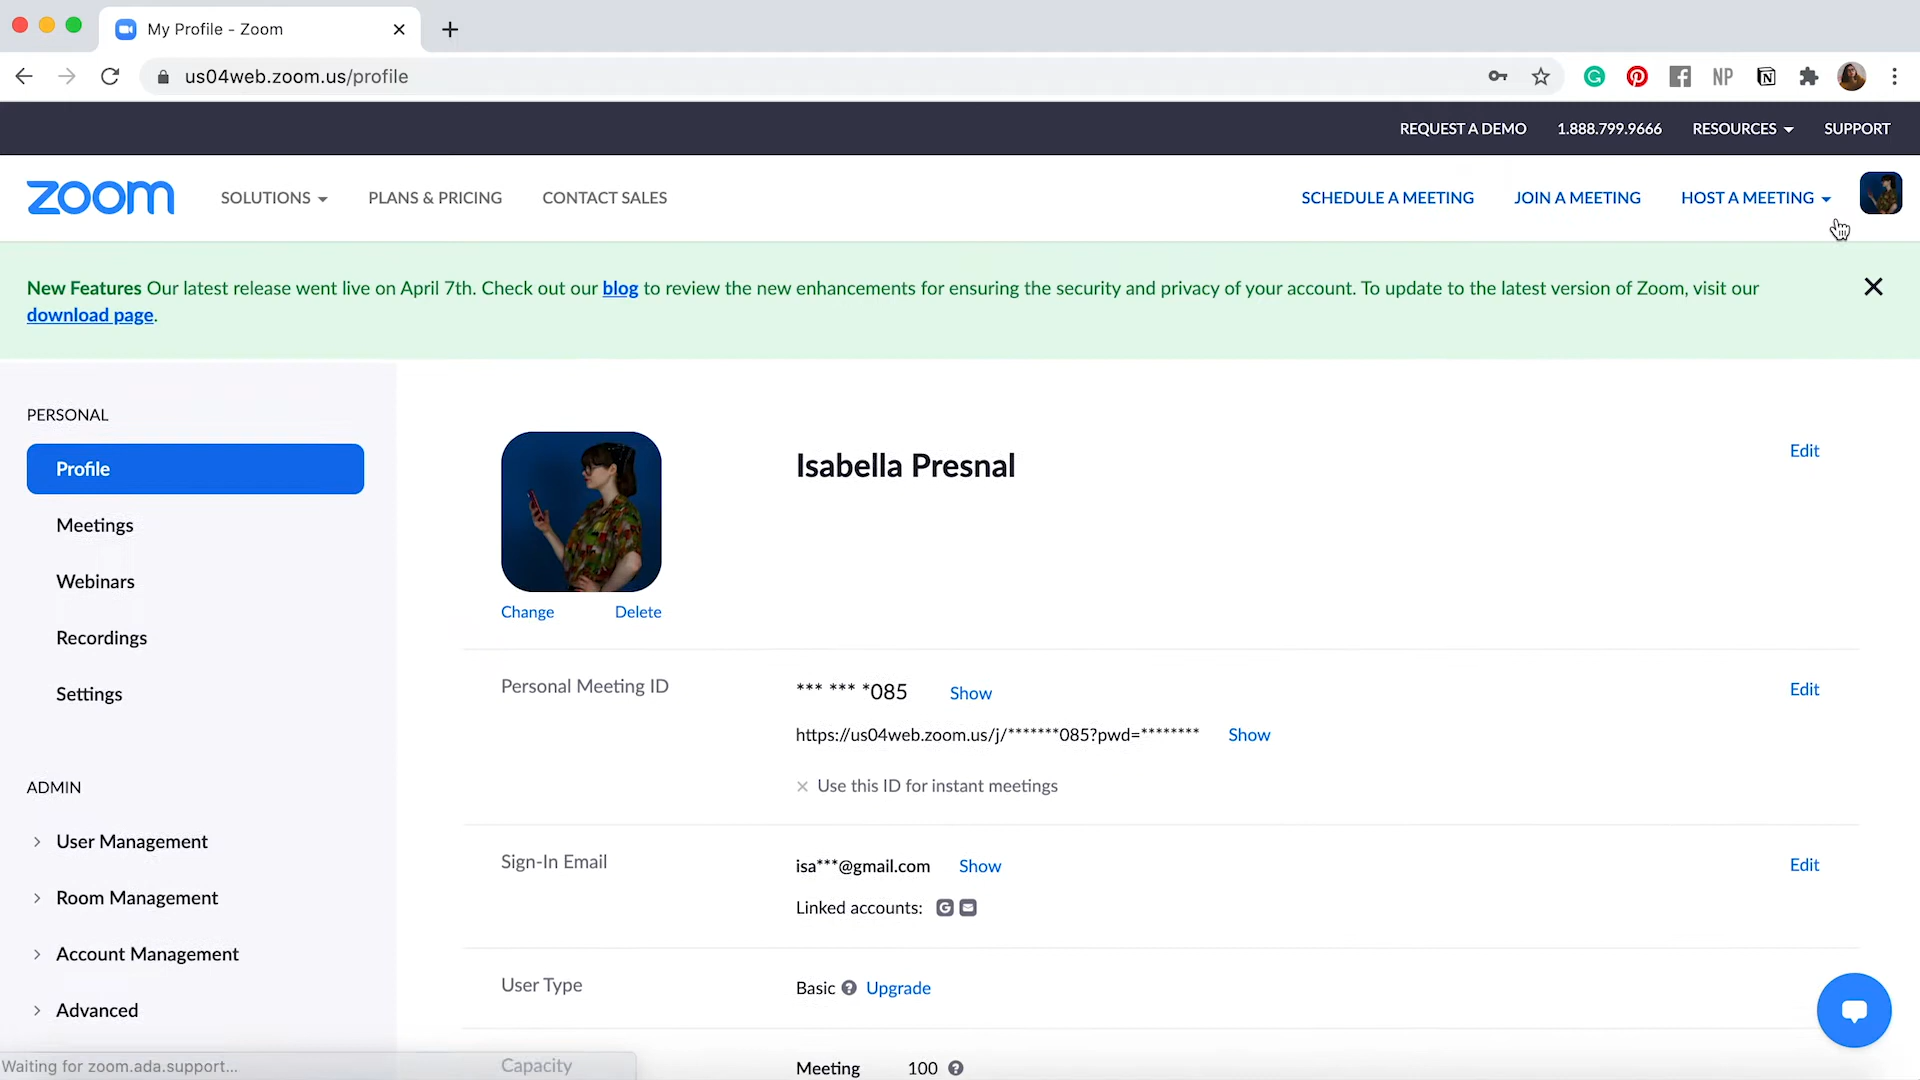 My Profile - Zoom
us04web.zoom.us/profile
NP
REQUEST A DEMO 1.888.799.9666 RESOURCES SUPPORT
zoom SOLUTIONS PLANS & PRICING CONTACT SALES SCHEDULE A MEETING JOIN A MEETING HOST A MEETING
New Features Our latest release went live on April 7th. Check out our blog to review the new enhancements for ensuring the security and privacy of your account. To update to the latest version of Zoom, visit our
download page.
PERSONAL
Profile
Meetings
Webinars
Recordings
Settings
ADMIN
User Management
Room Management
Account Management
Advanced
Isabella Presnal Edit
Change Delete
Personal Meeting ID *** *** *085 Show Edit
https://us04web.zoom.us/j/*******085?pwd=******** Show
Use this ID for instant meetings
Sign-In Email isa***@gmail.com Show Edit
Linked accounts:
User Type Basic Upgrade
Capacity Meeting 100
Waiting for zoom.ada.support...